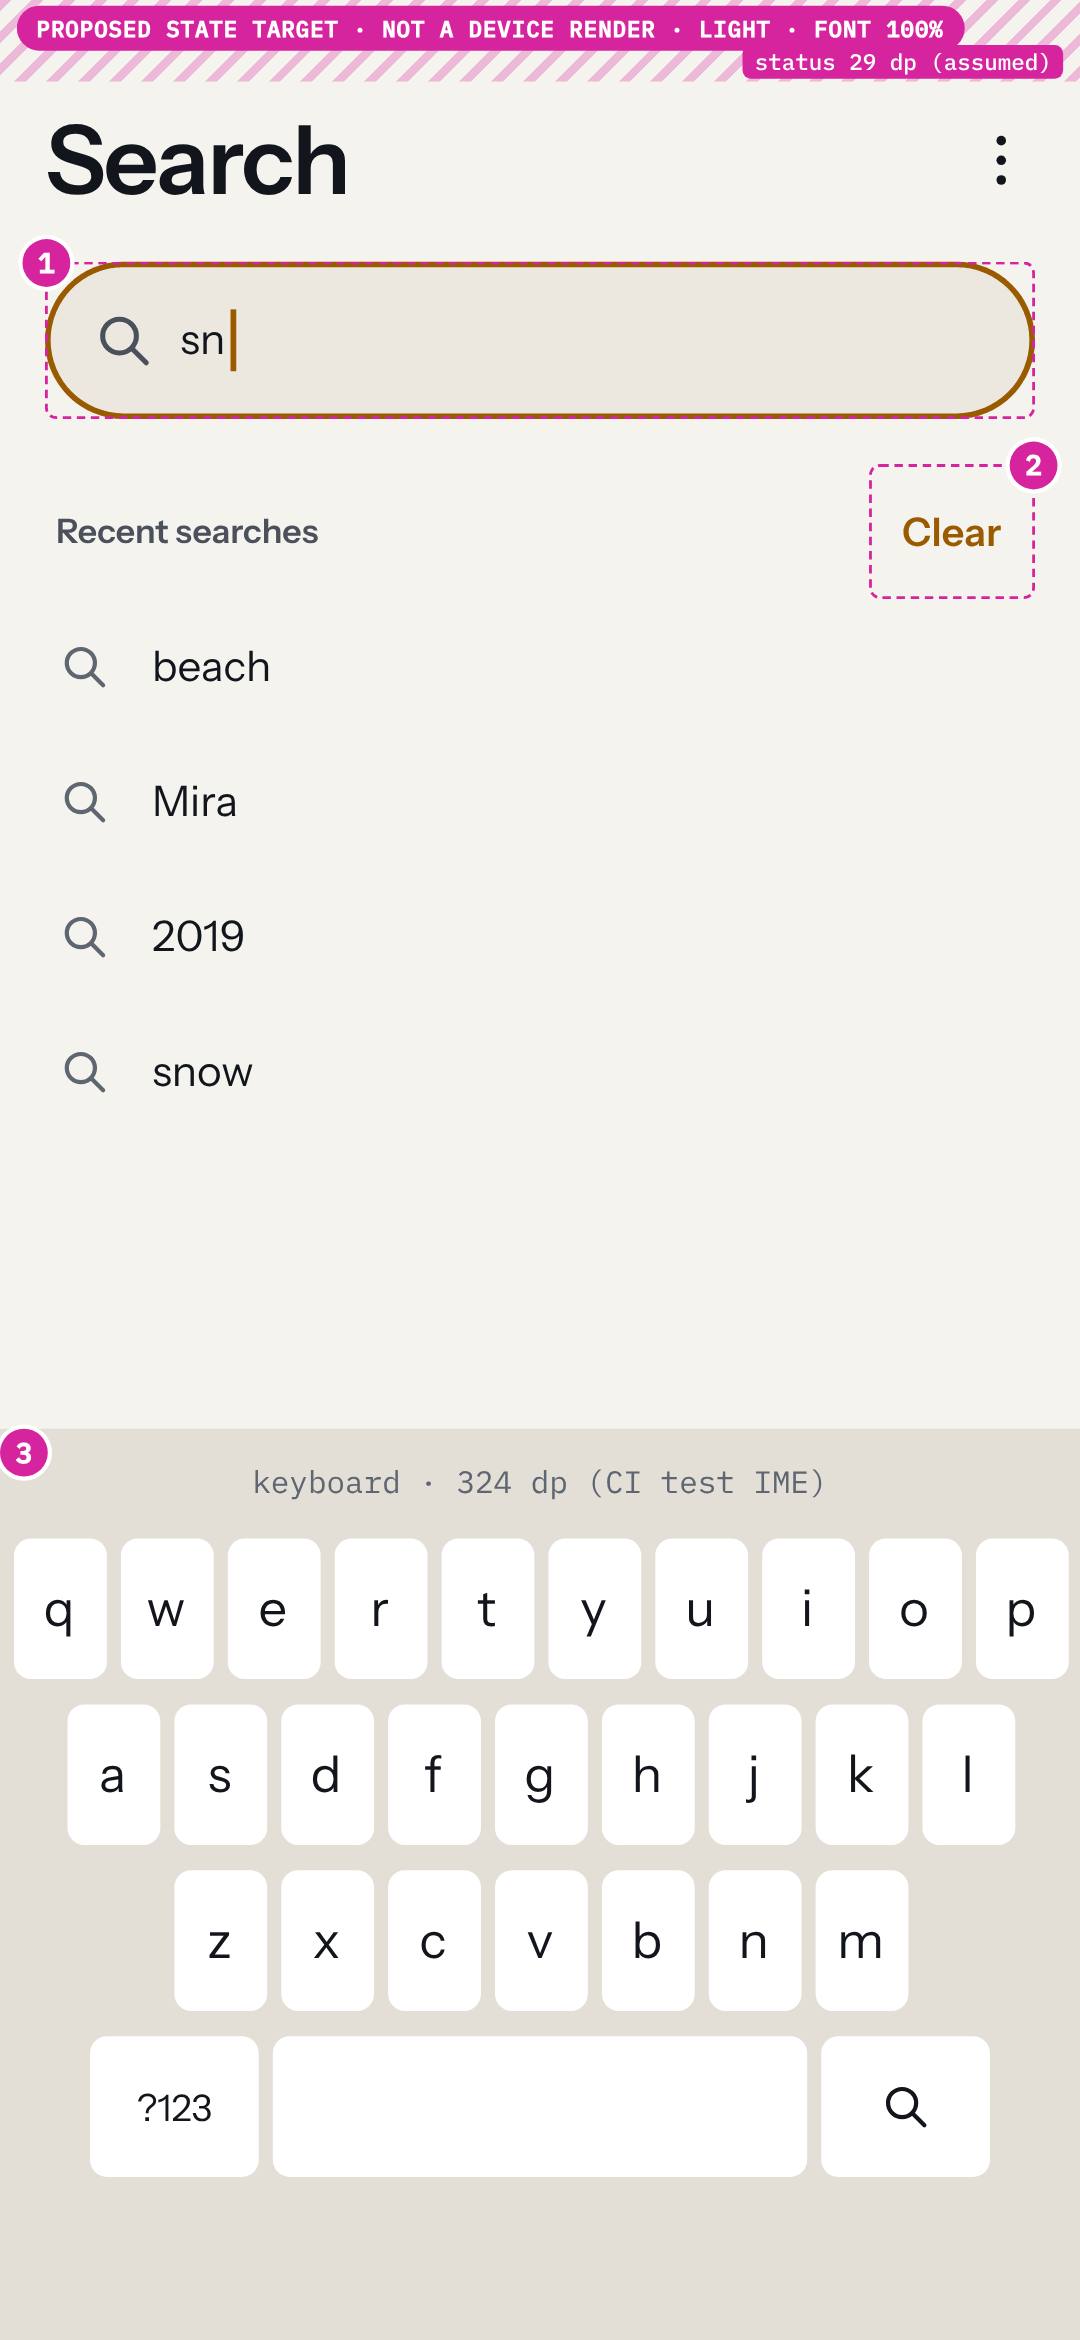 PROPOSED STATE TARGET · NOT A DEVICE RENDER · LIGHT · FONT 100%
status 29 dp (assumed)
Search
1
sn
2
Recent searches
Clear
beach
Mira
2019
snow
3
keyboard · 324 dp (CI test IME)
q w e r t y u i o p
a s d f g h j k l
z x c v b n m
?123